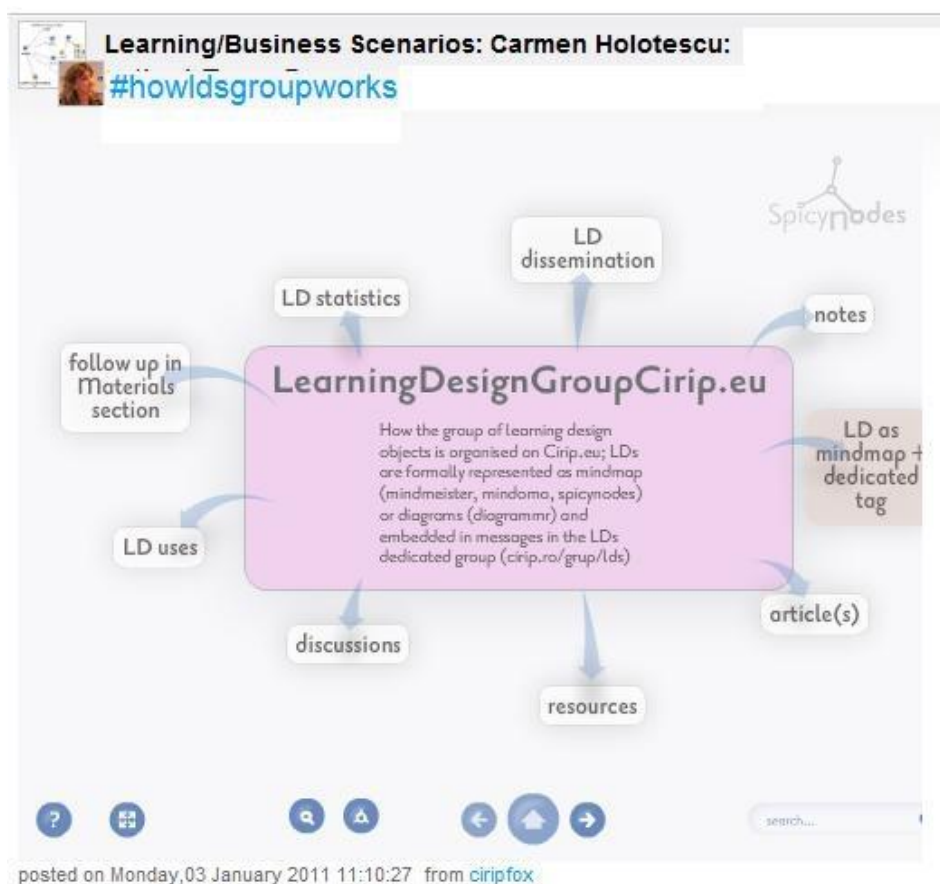 Learning/Business Scenarios: Carmen Holotescu:
#howldsgroupworks
Spicynodes
LD
dissemination
LD statistics
notes
follow up in
Materials
section
LearningDesignGroupCirip.eu
How the group of learning design
objects is organised on Cirip.eu; LDs
are formally represented as mindmap
(mindmeister, mindomo, spicynodes)
or diagrams (diagrammr) and
embedded in messages in the LDs
dedicated group (cirip.ro/grup/lds)
LD as
mindmap +
dedicated
tag
LD uses
article(s)
discussions
resources
?
search...
posted on Monday,03 January 2011 11:10:27 from ciripfox